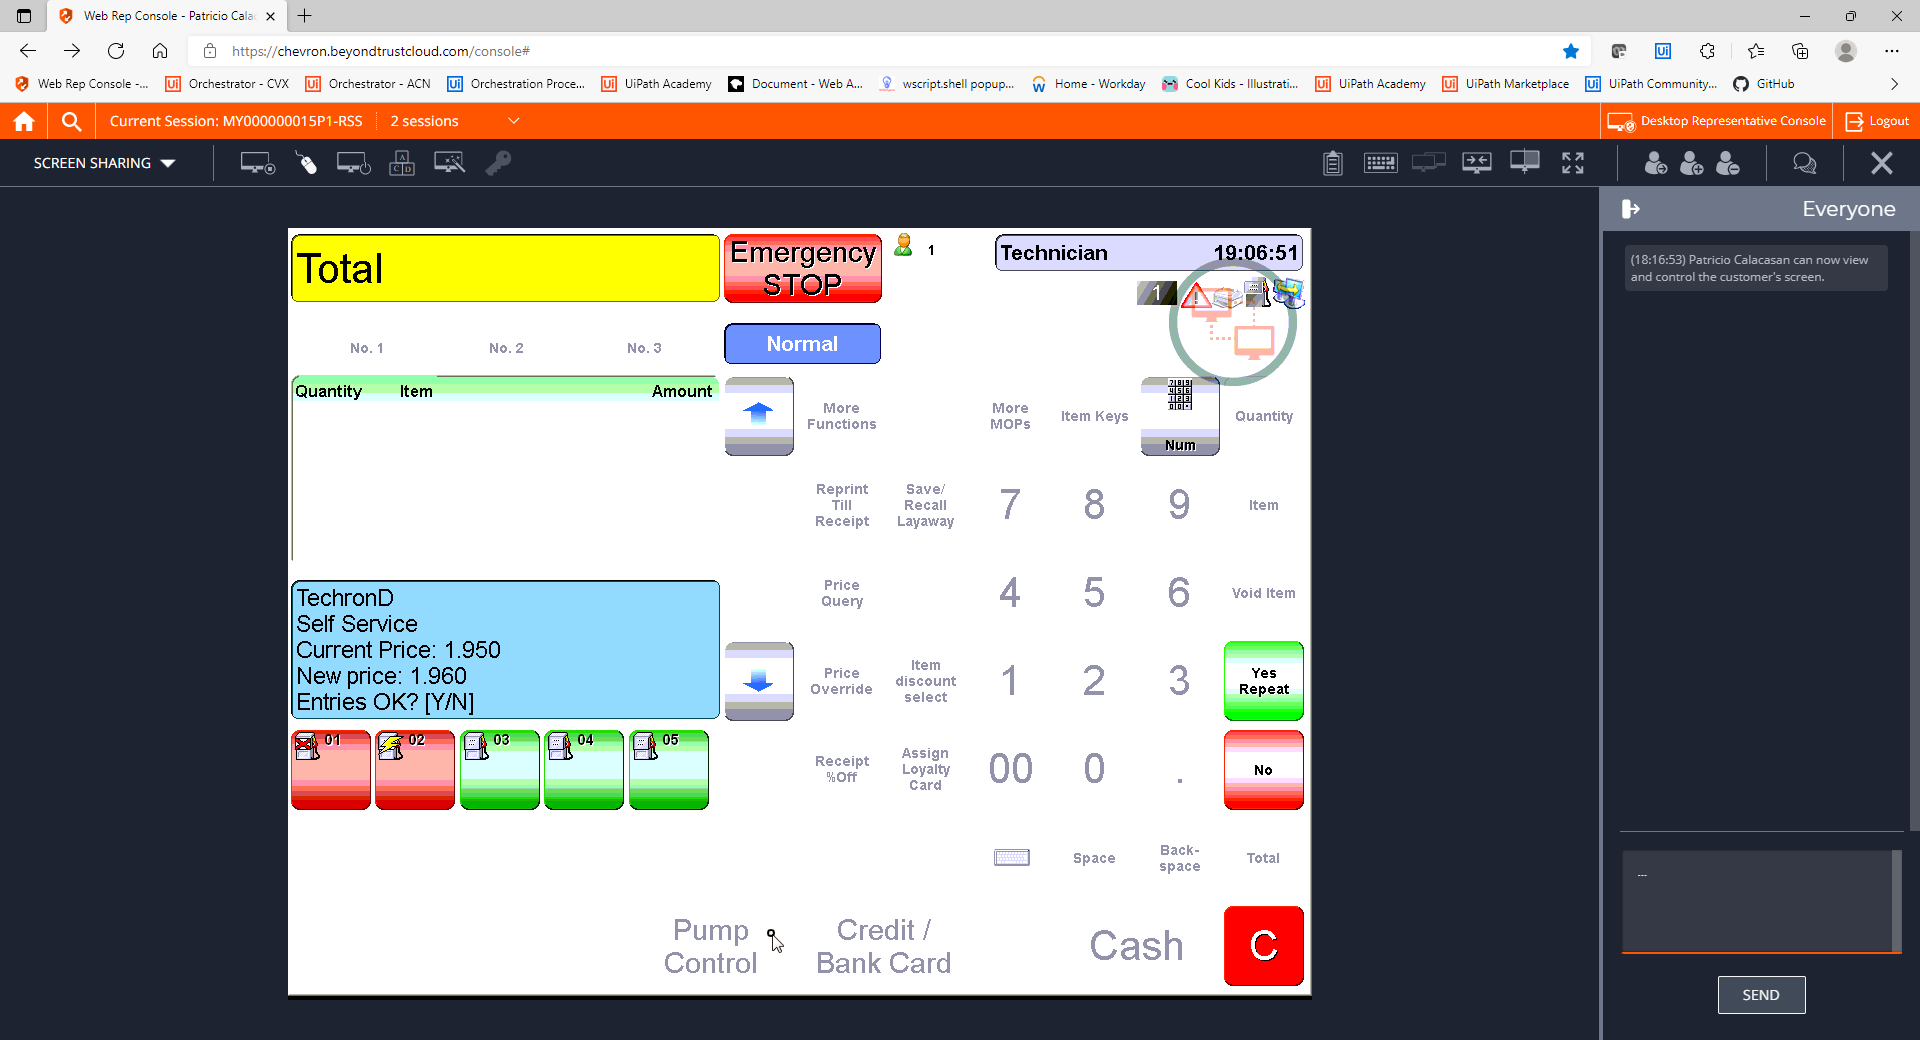 Web Rep Console - Patricio Cala
https://chevron.beyondtrustcloud.com/console#
Web Rep Console -...
Orchestrator - CVX
Orchestrator - ACN
Orchestration Proce...
UiPath Academy
Document - Web A...
wscript.shell popup...
Home - Workday
Cool Kids - Illustrati...
UiPath Academy
UiPath Marketplace
UiPath Community...
GitHub
Current Session: MY000000015P1-RSS
2 sessions
Desktop Representative Console
Logout
SCREEN SHARING
Everyone
(18:16:53) Patricio Calacasan can now view
and control the customer's screen.
Total
Emergency
STOP
1
Technician 19:06:51
1
No. 1
No. 2
No. 3
Normal
Quantity Item Amount
More
Functions
More
MOPs
Item Keys
Num
Quantity
Reprint
Till
Receipt
Save/
Recall
Layaway
7
8
9
Item
Price
Query
4
5
6
Void Item
TechronD
Self Service
Current Price: 1.950
New price: 1.960
Entries OK? [Y/N]
Price
Override
Item
discount
select
1
2
3
Yes
Repeat
01
02
03
04
05
Receipt
%Off
Assign
Loyalty
Card
00
0
.
No
Space
Back-
space
Total
Pump
Control
Credit /
Bank Card
Cash
C
...
SEND